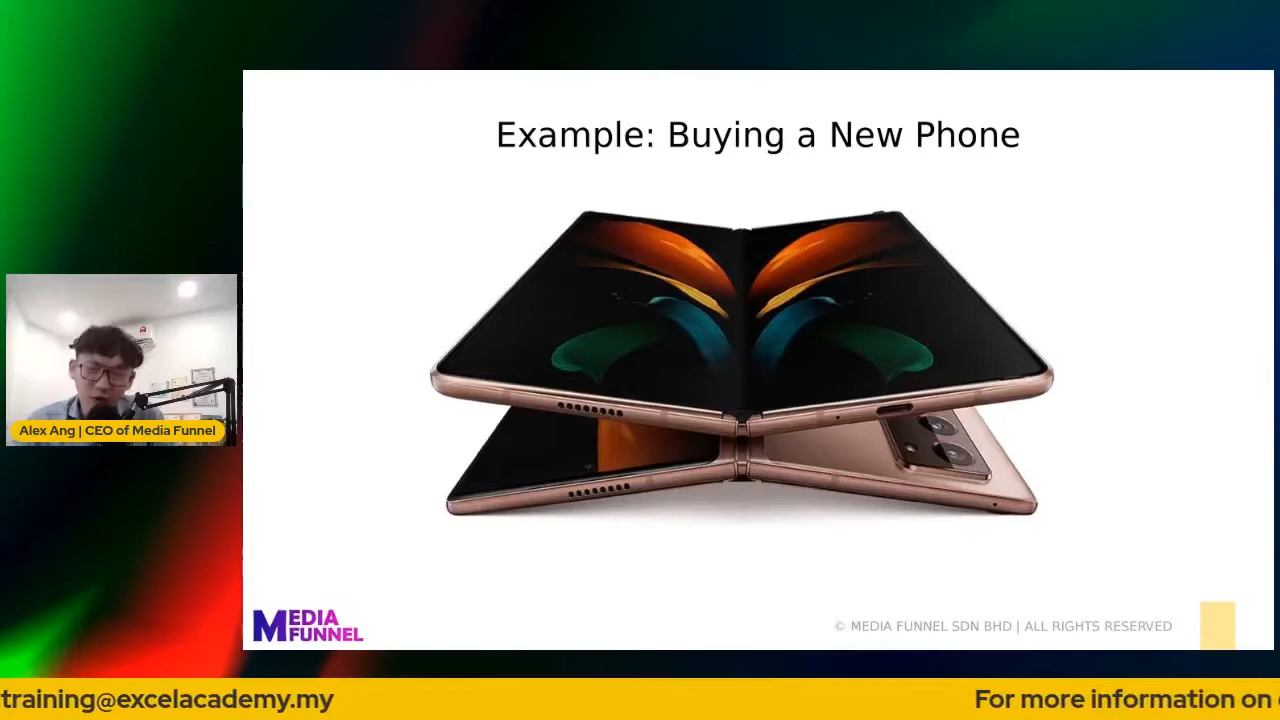 Example: Buying a New Phone
Alex Ang | CEO of Media Funnel
MEDIA
FUNNEL
© MEDIA FUNNEL SDN BHD | ALL RIGHTS RESERVED
training@excelacademy.my
For more information on